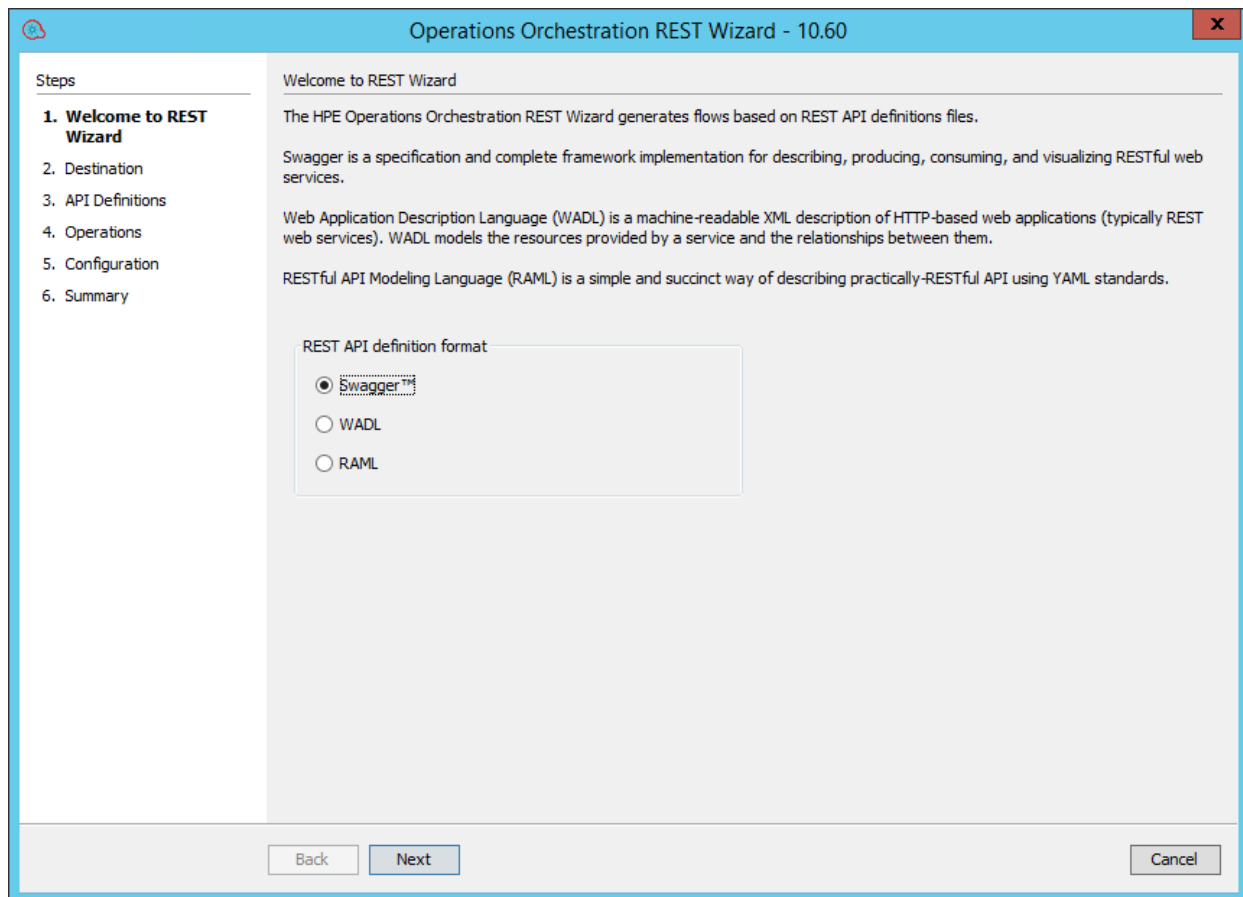 Operations Orchestration REST Wizard - 10.60
x
Steps
1. Welcome to REST
Wizard
2. Destination
3. API Definitions
4. Operations
5. Configuration
6. Summary
Welcome to REST Wizard
The HPE Operations Orchestration REST Wizard generates flows based on REST API definitions files.
Swagger is a specification and complete framework implementation for describing, producing, consuming, and visualizing RESTful web
services.
Web Application Description Language (WADL) is a machine-readable XML description of HTTP-based web applications (typically REST
web services). WADL models the resources provided by a service and the relationships between them.
RESTful API Modeling Language (RAML) is a simple and succinct way of describing practically-RESTful API using YAML standards.
REST API definition format
Swagger™
WADL
RAML
Back
Next
Cancel